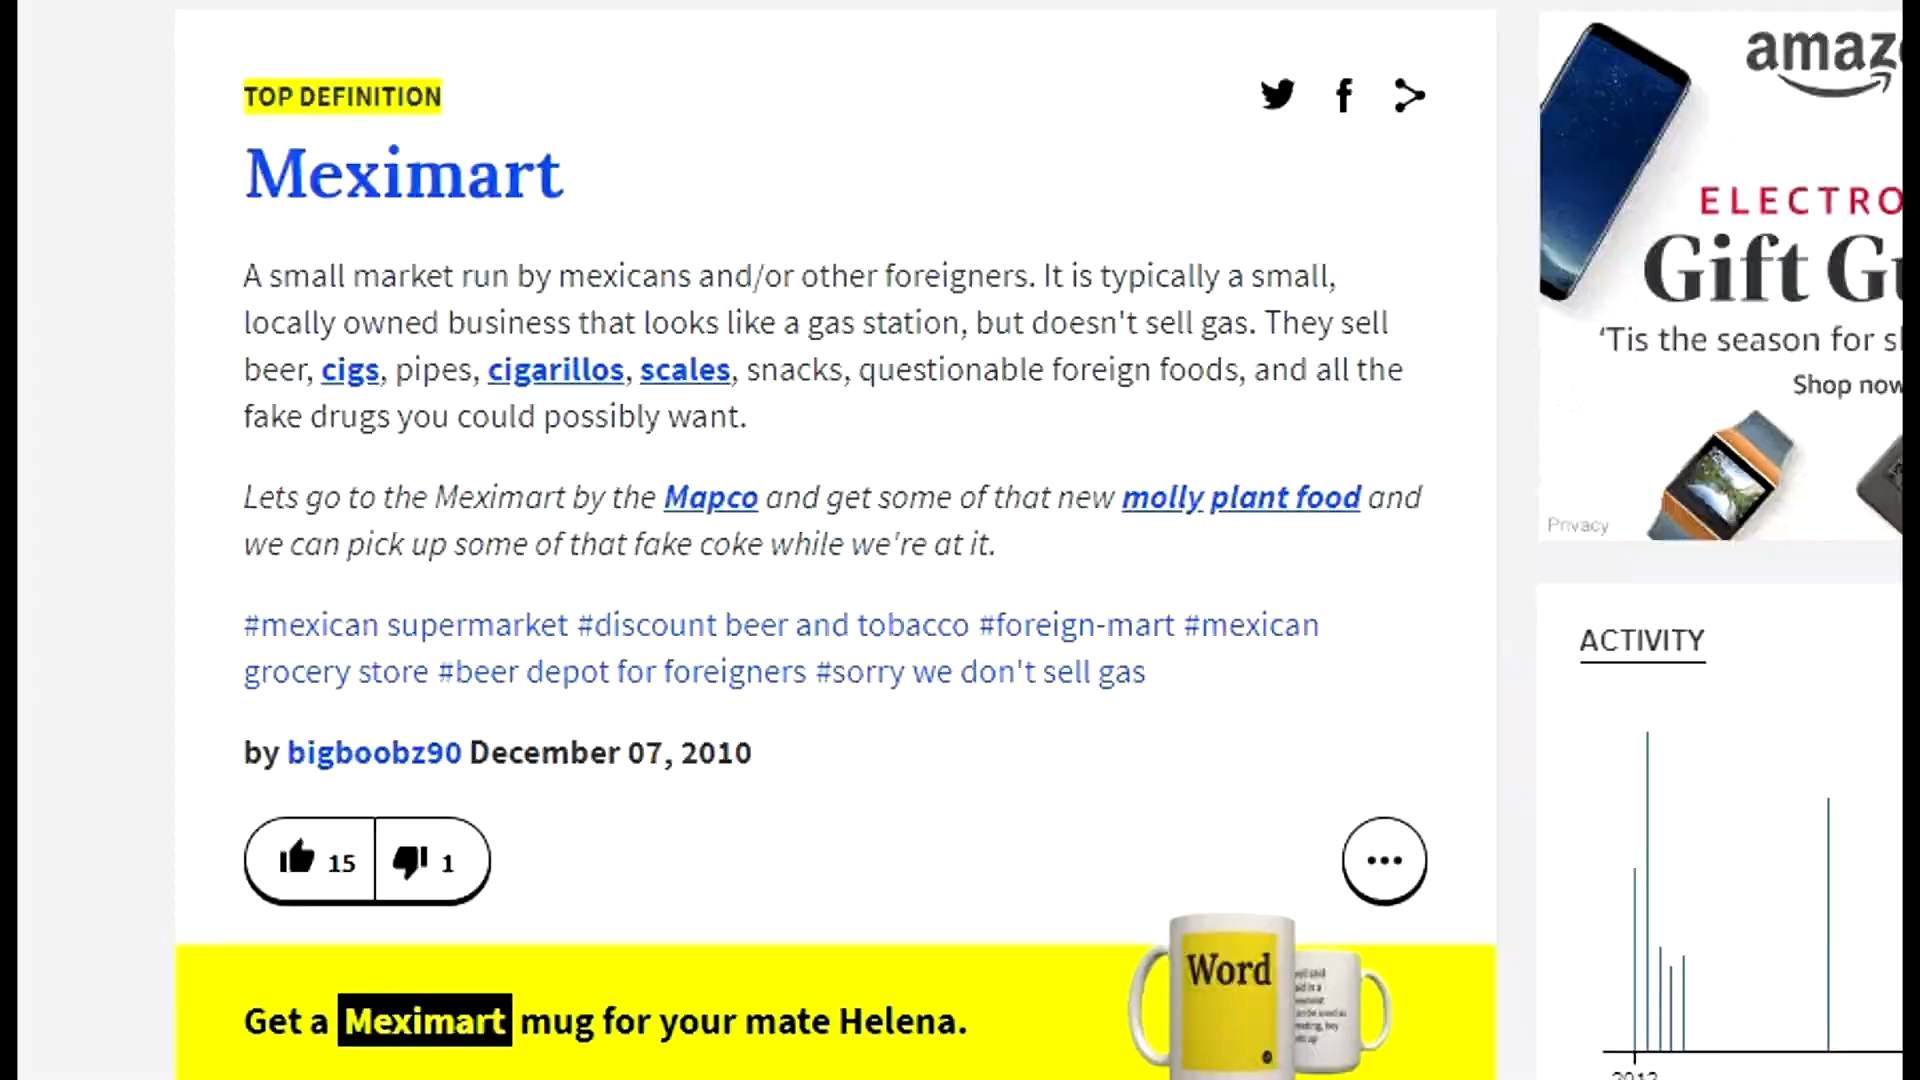 TOP DEFINITION
Meximart
A small market run by mexicans and/or other foreigners. It is typically a small,
locally owned business that looks like a gas station, but doesn't sell gas. They sell
beer, cigs, pipes, cigarillos, scales, snacks, questionable foreign foods, and all the
fake drugs you could possibly want.
Lets go to the Meximart by the Mapco and get some of that new molly plant food and
we can pick up some of that fake coke while we're at it.
#mexican supermarket #discount beer and tobacco #foreign-mart #mexican
grocery store #beer depot for foreigners #sorry we don't sell gas
by bigboobz90 December 07, 2010
15 1
Get a Meximart mug for your mate Helena.
Word
amaz
ELECTRO
Gift Gu
'Tis the season for s
Shop now
Privacy
ACTIVITY